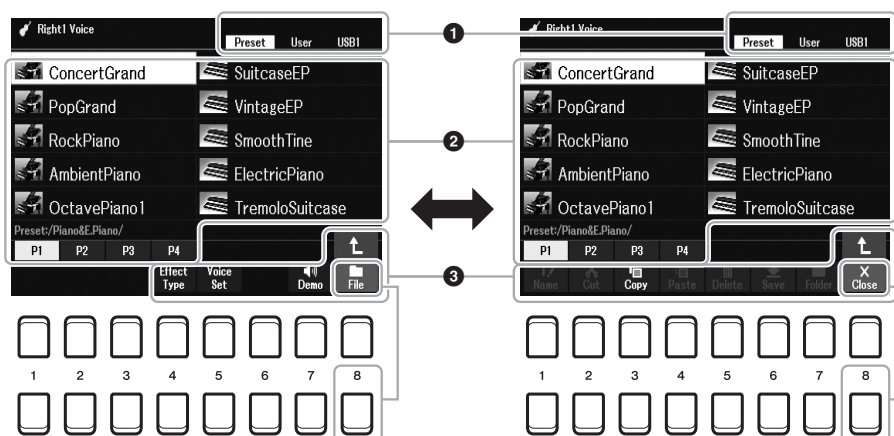 Right1 Voice
Preset User USB1
ConcertGrand SuitcaseEP
PopGrand VintageEP
RockPiano SmoothTine
AmbientPiano ElectricPiano
OctavePiano1 TremoloSuitcase
Preset:/Piano&E.Piano/
P1 P2 P3 P4
Effect Type Voice Set Demo File
1 2 3 4 5 6 7 8
1
2
3
Right1 Voice
Preset User USB1
ConcertGrand SuitcaseEP
PopGrand VintageEP
RockPiano SmoothTine
AmbientPiano ElectricPiano
OctavePiano1 TremoloSuitcase
Preset:/Piano&E.Piano/
P1 P2 P3 P4
Name Cut Copy Paste Delete Save Folder Close
1 2 3 4 5 6 7 8